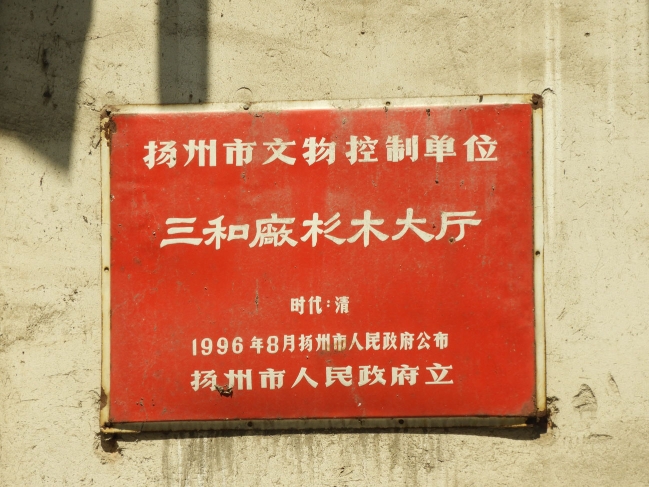 扬州市文物控制单位
三和廠杉木大厅
时代:清
1996年8月扬州市人民政府公布
扬州市人民政府立